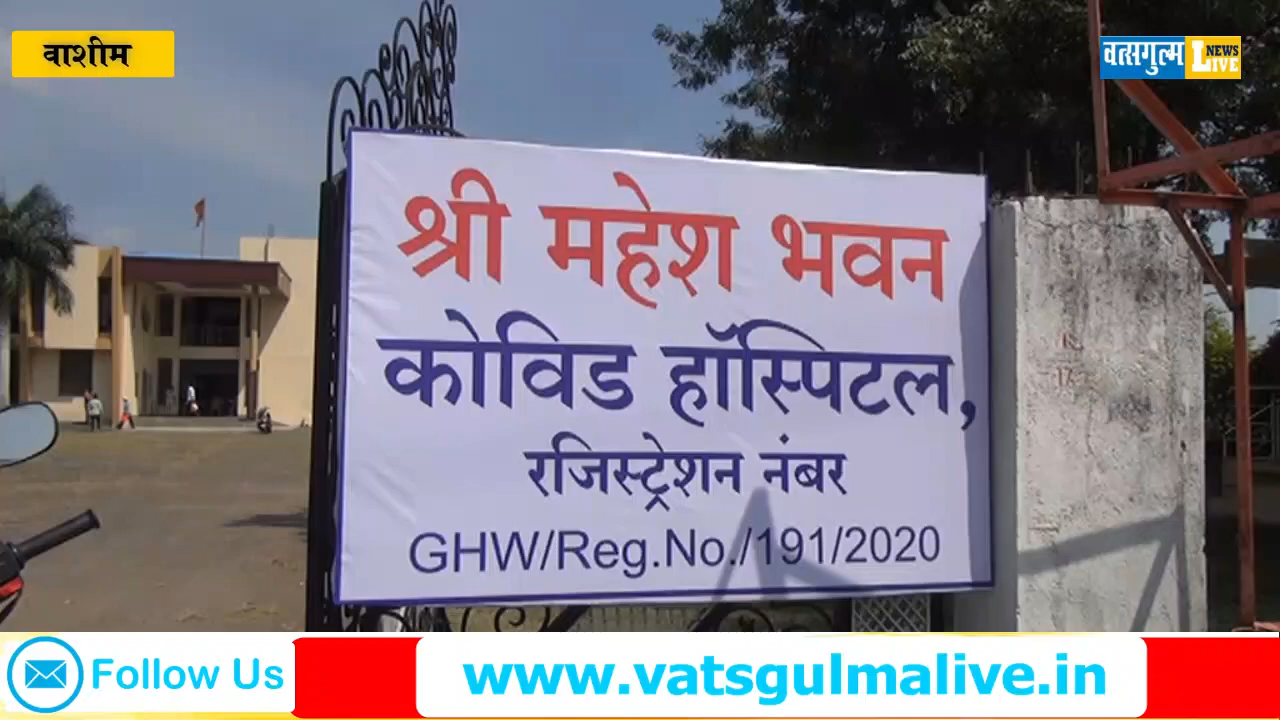 वाशीम
वत्सगुल्म LIVE NEWS
श्री महेश भवन
कोविड हॉस्पिटल,
रजिस्ट्रेशन नंबर
GHW/Reg.No./191/2020
Follow Us
www.vatsgulmalive.in